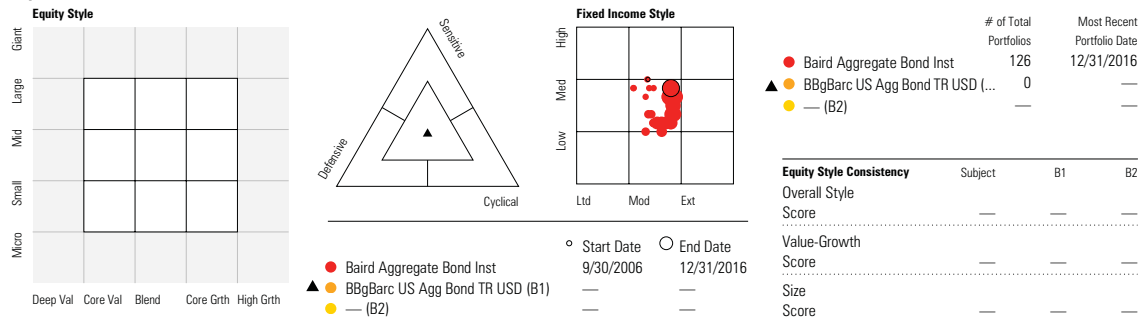 Equity Style
Giant
Large
Mid
Small
Micro
Deep Val Core Val Blend Core Grth High Grth
Sensitive
Defensive
Cyclical
Fixed Income Style
High
Med
Low
Ltd Mod Ext
Start Date End Date
Baird Aggregate Bond Inst 9/30/2006 12/31/2016
BBgBarc US Agg Bond TR USD (B1) — —
— (B2) — —
# of Total Most Recent
Portfolios Portfolio Date
Baird Aggregate Bond Inst 126 12/31/2016
BBgBarc US Agg Bond TR USD (... 0 —
— (B2) — —
Equity Style Consistency Subject B1 B2
Overall Style
Score — — —
Value-Growth
Score — — —
Size
Score — — —